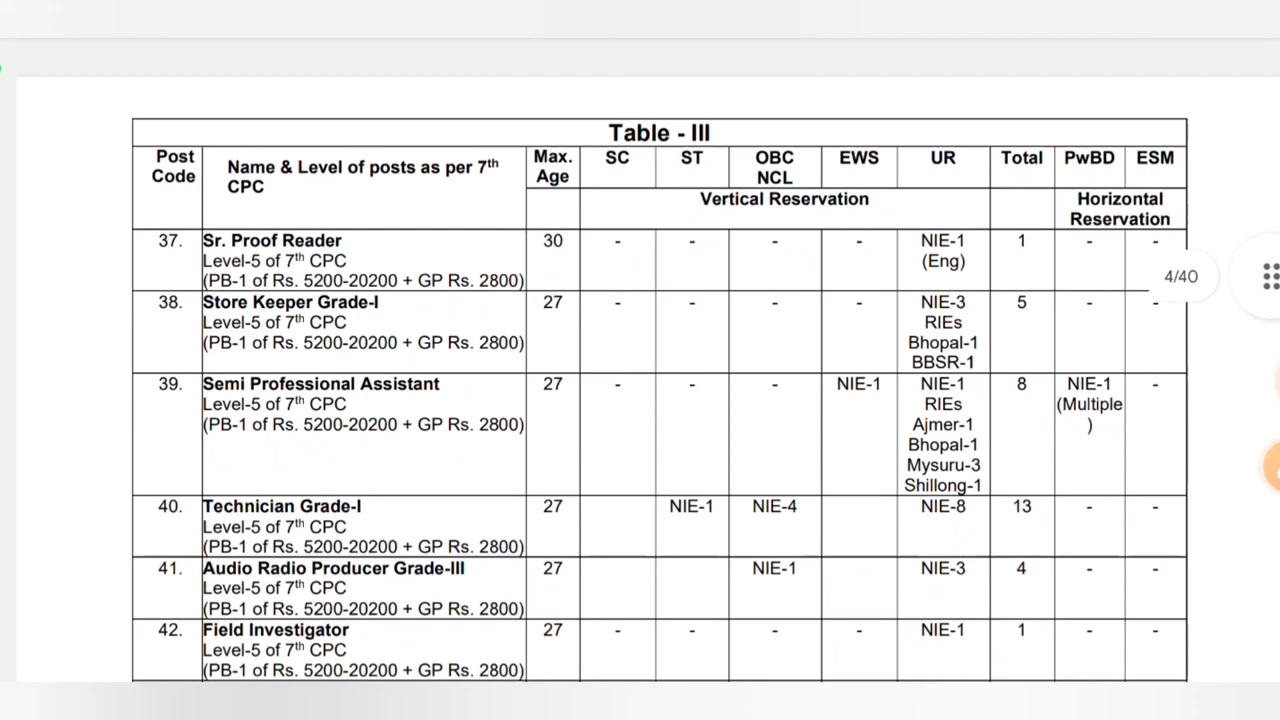 Table - III
Post Code Name & Level of posts as per 7th CPC Max. Age SC ST OBC NCL EWS UR Total PwBD ESM
Vertical Reservation Horizontal Reservation
37. Sr. Proof Reader 30 - - - - NIE-1 1 - -
Level-5 of 7th CPC (Eng)
(PB-1 of Rs. 5200-20200 + GP Rs. 2800)
4/40
38. Store Keeper Grade-I 27 - - - - NIE-3 5 - -
Level-5 of 7th CPC RIEs
(PB-1 of Rs. 5200-20200 + GP Rs. 2800) Bhopal-1
BBSR-1
39. Semi Professional Assistant 27 - - - NIE-1 NIE-1 8 NIE-1 -
Level-5 of 7th CPC RIEs (Multiple
(PB-1 of Rs. 5200-20200 + GP Rs. 2800) Ajmer-1 )
Bhopal-1
Mysuru-3
Shillong-1
40. Technician Grade-I 27 NIE-1 NIE-4 NIE-8 13 - -
Level-5 of 7th CPC
(PB-1 of Rs. 5200-20200 + GP Rs. 2800)
41. Audio Radio Producer Grade-III 27 NIE-1 NIE-3 4 - -
Level-5 of 7th CPC
(PB-1 of Rs. 5200-20200 + GP Rs. 2800)
42. Field Investigator 27 - - - - NIE-1 1 - -
Level-5 of 7th CPC
(PB-1 of Rs. 5200-20200 + GP Rs. 2800)